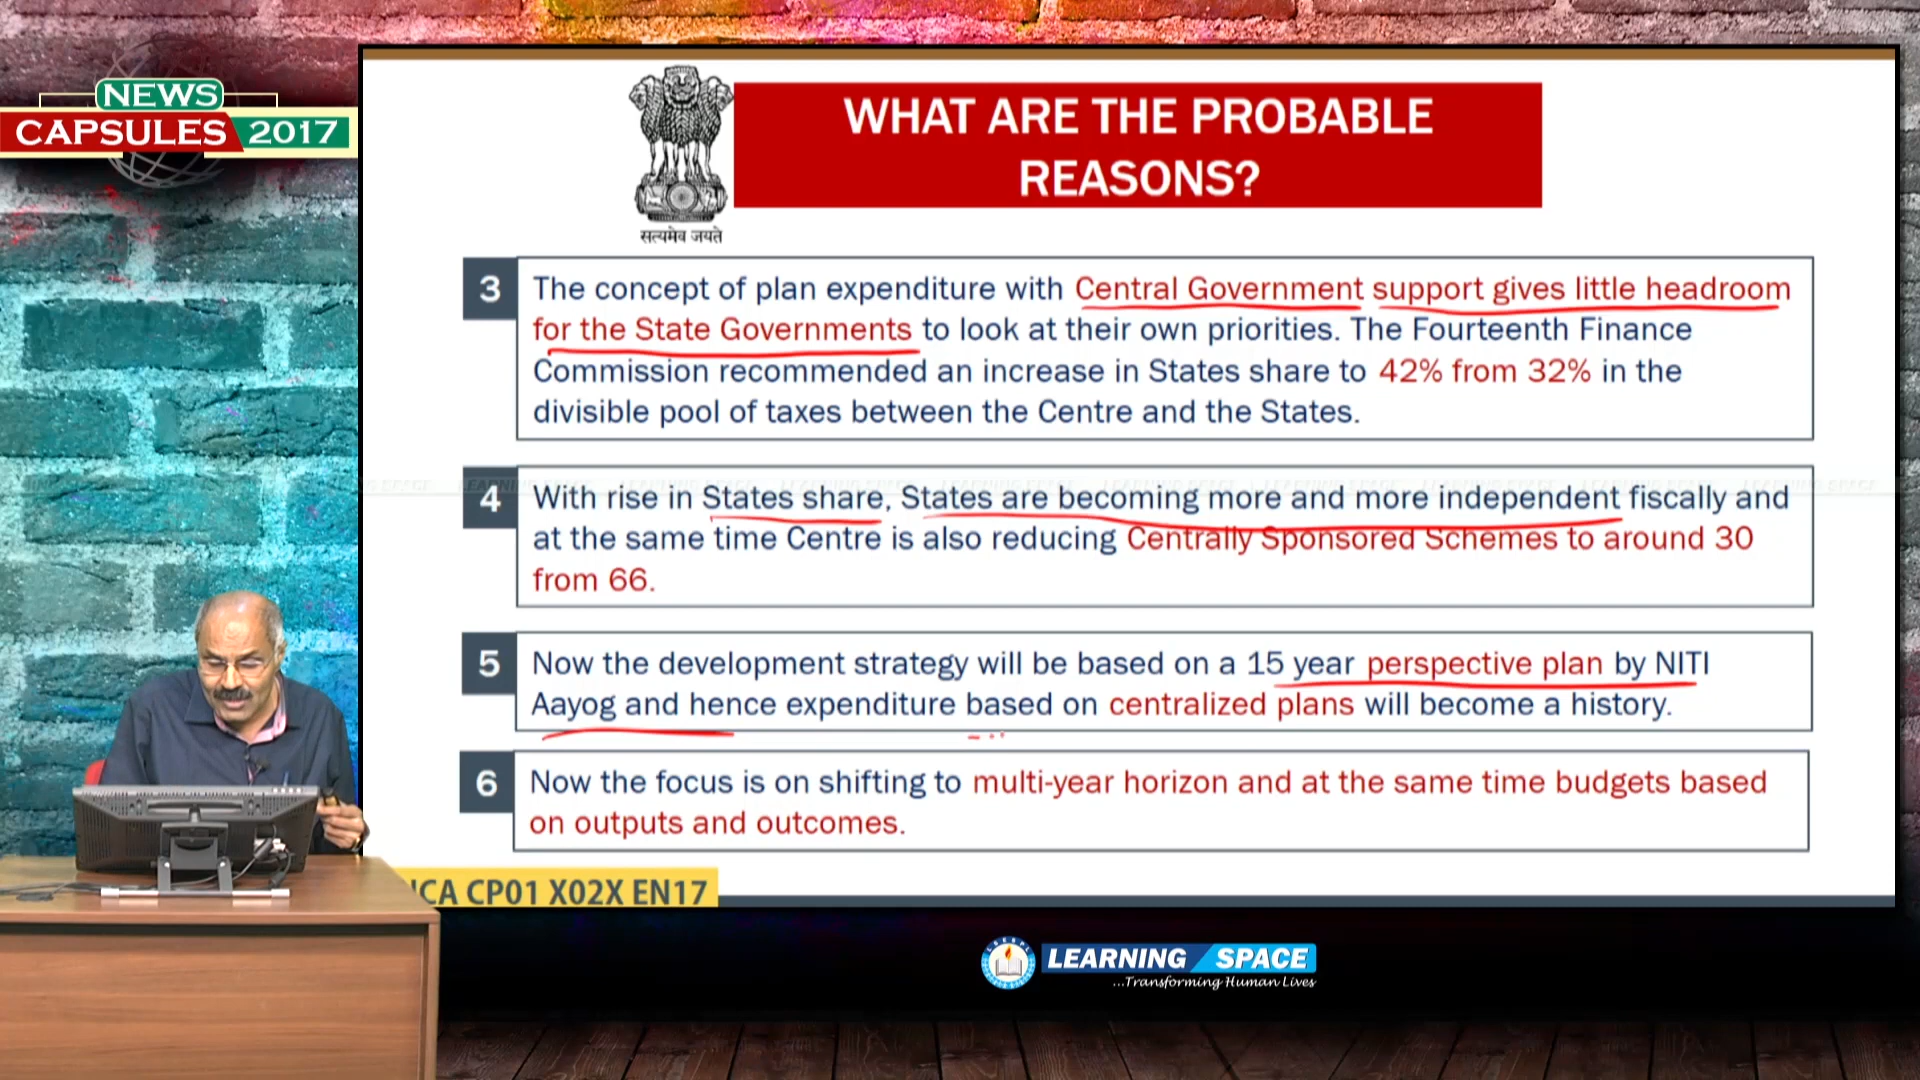 NEWS
CAPSULES 2017
WHAT ARE THE PROBABLE
REASONS?
सत्यमेव जयते
3
The concept of plan expenditure with Central Government support gives little headroom
for the State Governments to look at their own priorities. The Fourteenth Finance
Commission recommended an increase in States share to 42% from 32% in the
divisible pool of taxes between the Centre and the States.
4
With rise in States share, States are becoming more and more independent fiscally and
at the same time Centre is also reducing Centrally Sponsored Schemes to around 30
from 66.
5
Now the development strategy will be based on a 15 year perspective plan by NITI
Aayog and hence expenditure based on centralized plans will become a history.
6
Now the focus is on shifting to multi-year horizon and at the same time budgets based
on outputs and outcomes.
ICA CP01 X02X EN17
LEARNING SPACE
...Transforming Human Lives